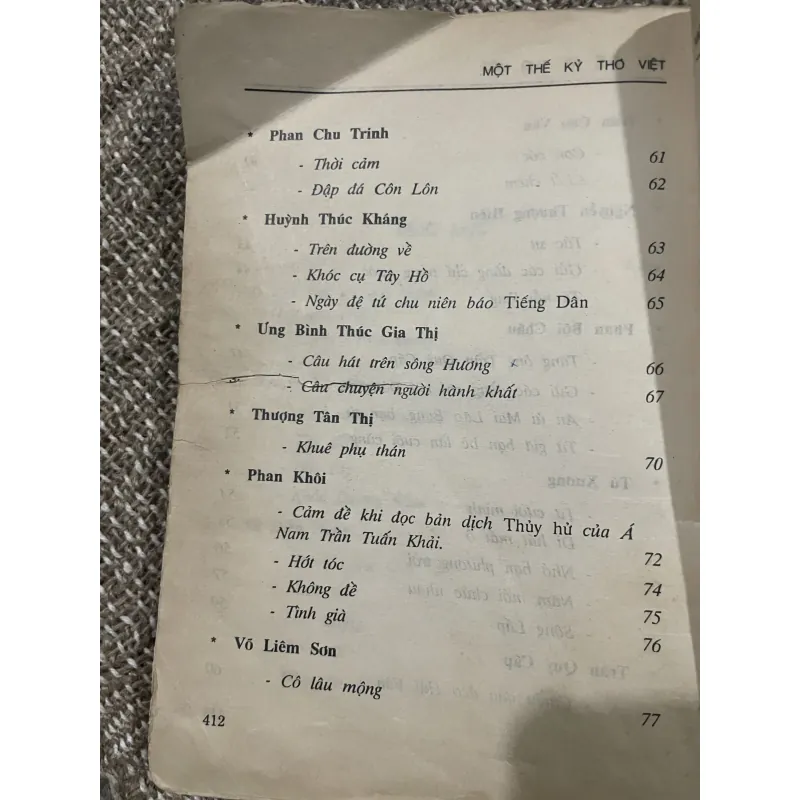 MỘT THẾ KỶ THƠ VIỆT
* Phan Chu Trinh
- Thời cảm 61
- Đập đá Côn Lôn 62
* Huỳnh Thúc Kháng
- Trên đường về 63
- Khóc cụ Tây Hồ 64
- Ngày đệ tứ chu niên báo Tiếng Dân 65
* Ưng Bình Thúc Gia Thị
- Câu hát trên sông Hương 66
- Câu chuyện người hành khất 67
* Thượng Tân Thị
- Khuê phụ thán 70
* Phan Khôi
- Cảm đề khi đọc bản dịch Thủy hử của Á
Nam Trần Tuấn Khải. 72
- Hớt tóc 74
- Không đề 75
- Tình già 76
* Võ Liêm Sơn
- Cô lâu mộng 77
412